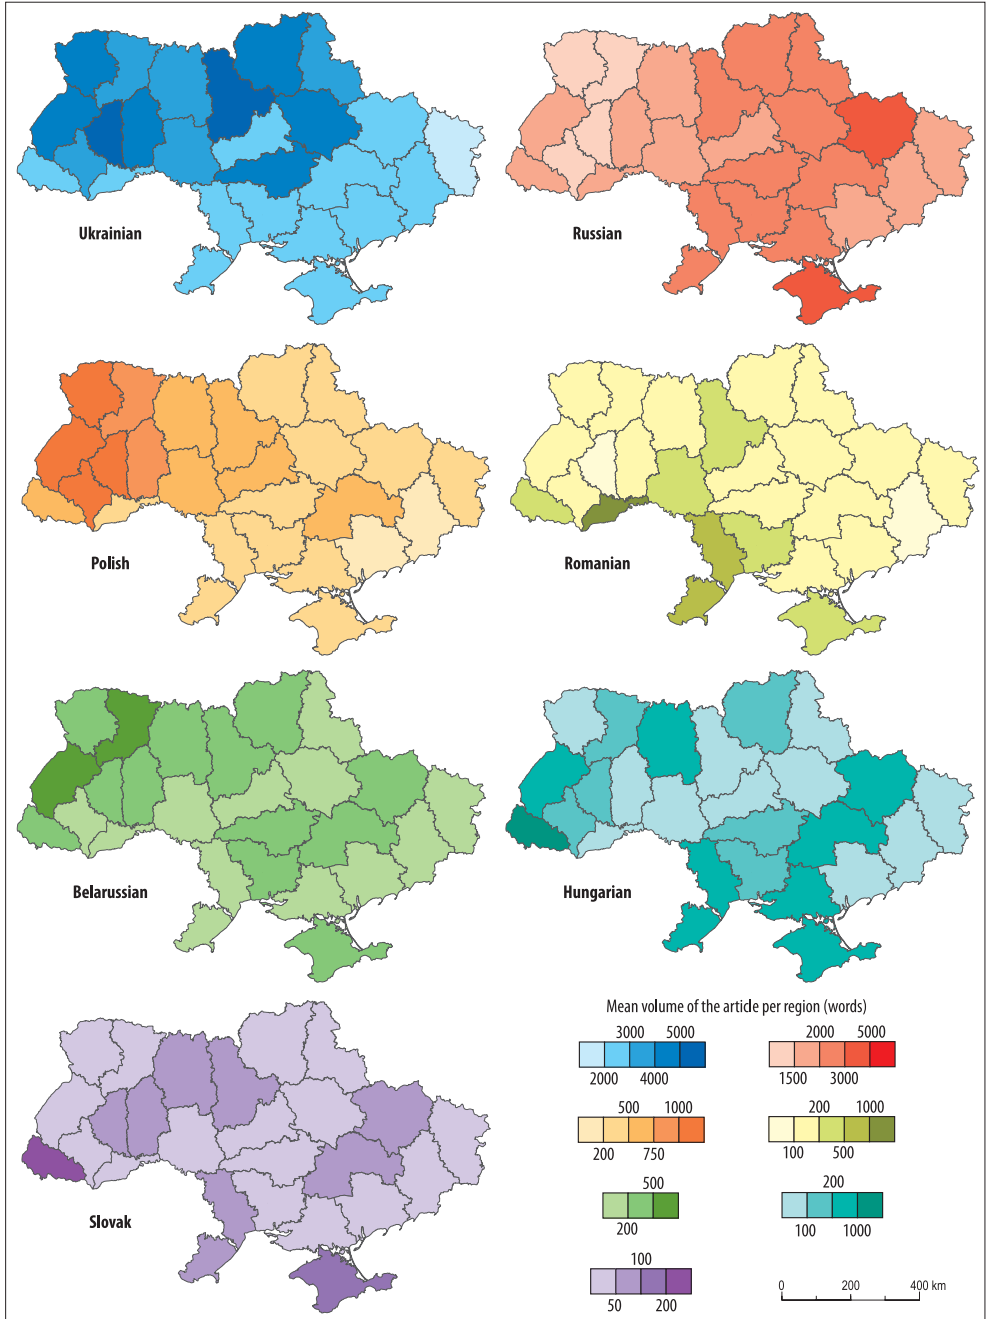 Ukrainian
Russian
Polish
Romanian
Belarussian
Hungarian
Slovak
Mean volume of the article per region (words)
3000 5000
2000 4000
2000 5000
1500 3000
500 1000
200 750
200 1000
100 500
500
200
200
100 1000
100
50 200
0 200 400 km